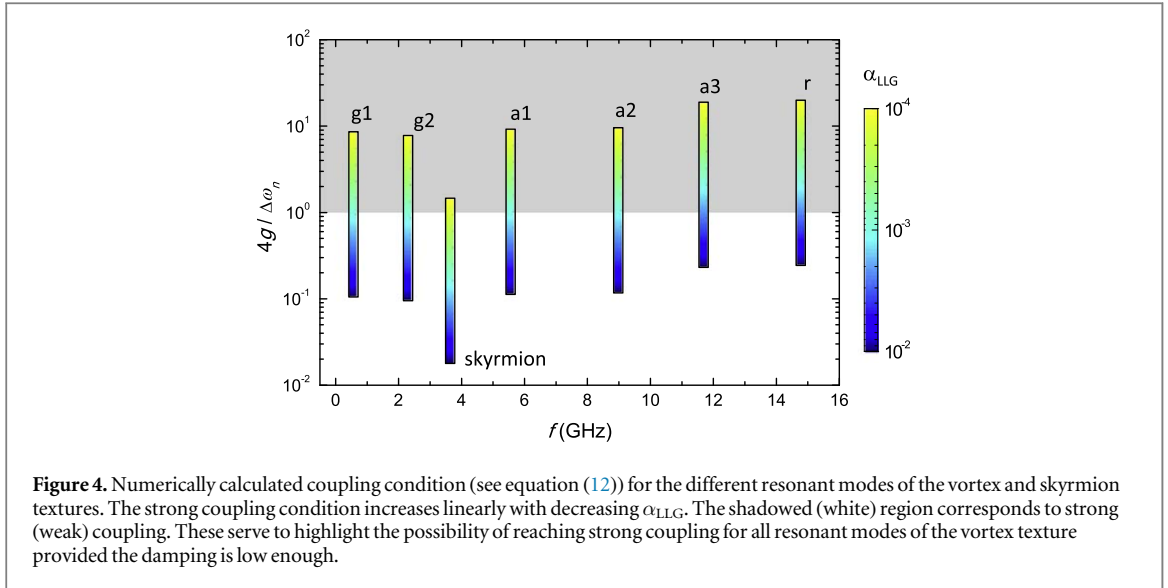 10²
10¹
10⁰
10⁻¹
10⁻²
4g / Δωₙ
g1
g2
skyrmion
a1
a2
a3
r
0 2 4 6 8 10 12 14 16
f (GHz)
α_LLG
10⁻⁴
10⁻³
10⁻²
Figure 4. Numerically calculated coupling condition (see equation (12)) for the different resonant modes of the vortex and skyrmion
textures. The strong coupling condition increases linearly with decreasing α_LLG. The shadowed (white) region corresponds to strong
(weak) coupling. These serve to highlight the possibility of reaching strong coupling for all resonant modes of the vortex texture
provided the damping is low enough.